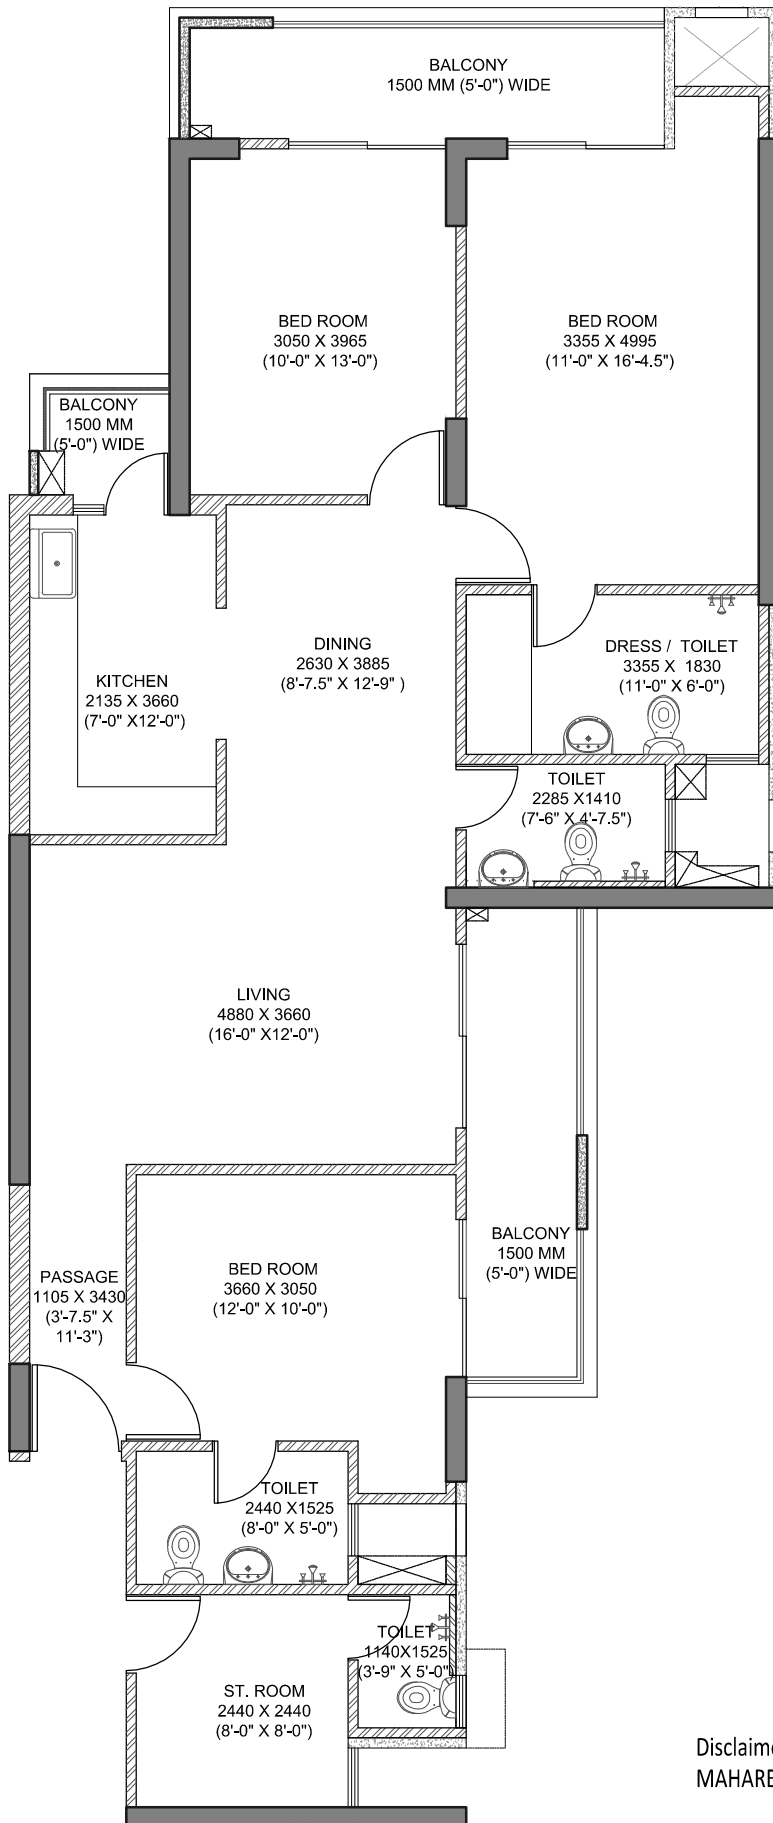 BALCONY
1500 MM (5'-0") WIDE
BED ROOM
3050 X 3965
(10'-0" X 13'-0")
BED ROOM
3355 X 4995
(11'-0" X 16'-4.5")
BALCONY
1500 MM
(5'-0") WIDE
DINING
2630 X 3885
(8'-7.5" X 12'-9" )
DRESS / TOILET
3355 X 1830
(11'-0" X 6'-0")
KITCHEN
2135 X 3660
(7'-0" X12'-0")
TOILET
2285 X1410
(7'-6" X 4'-7.5")
LIVING
4880 X 3660
(16'-0" X12'-0")
BALCONY
1500 MM
(5'-0") WIDE
PASSAGE
1105 X 3430
(3'-7.5" X
11'-3")
BED ROOM
3660 X 3050
(12'-0" X 10'-0")
TOILET
2440 X1525
(8'-0" X 5'-0")
TOILET
1140X1525
(3'-9" X 5'-0"
ST. ROOM
2440 X 2440
(8'-0" X 8'-0")
Disclaime
MAHARE